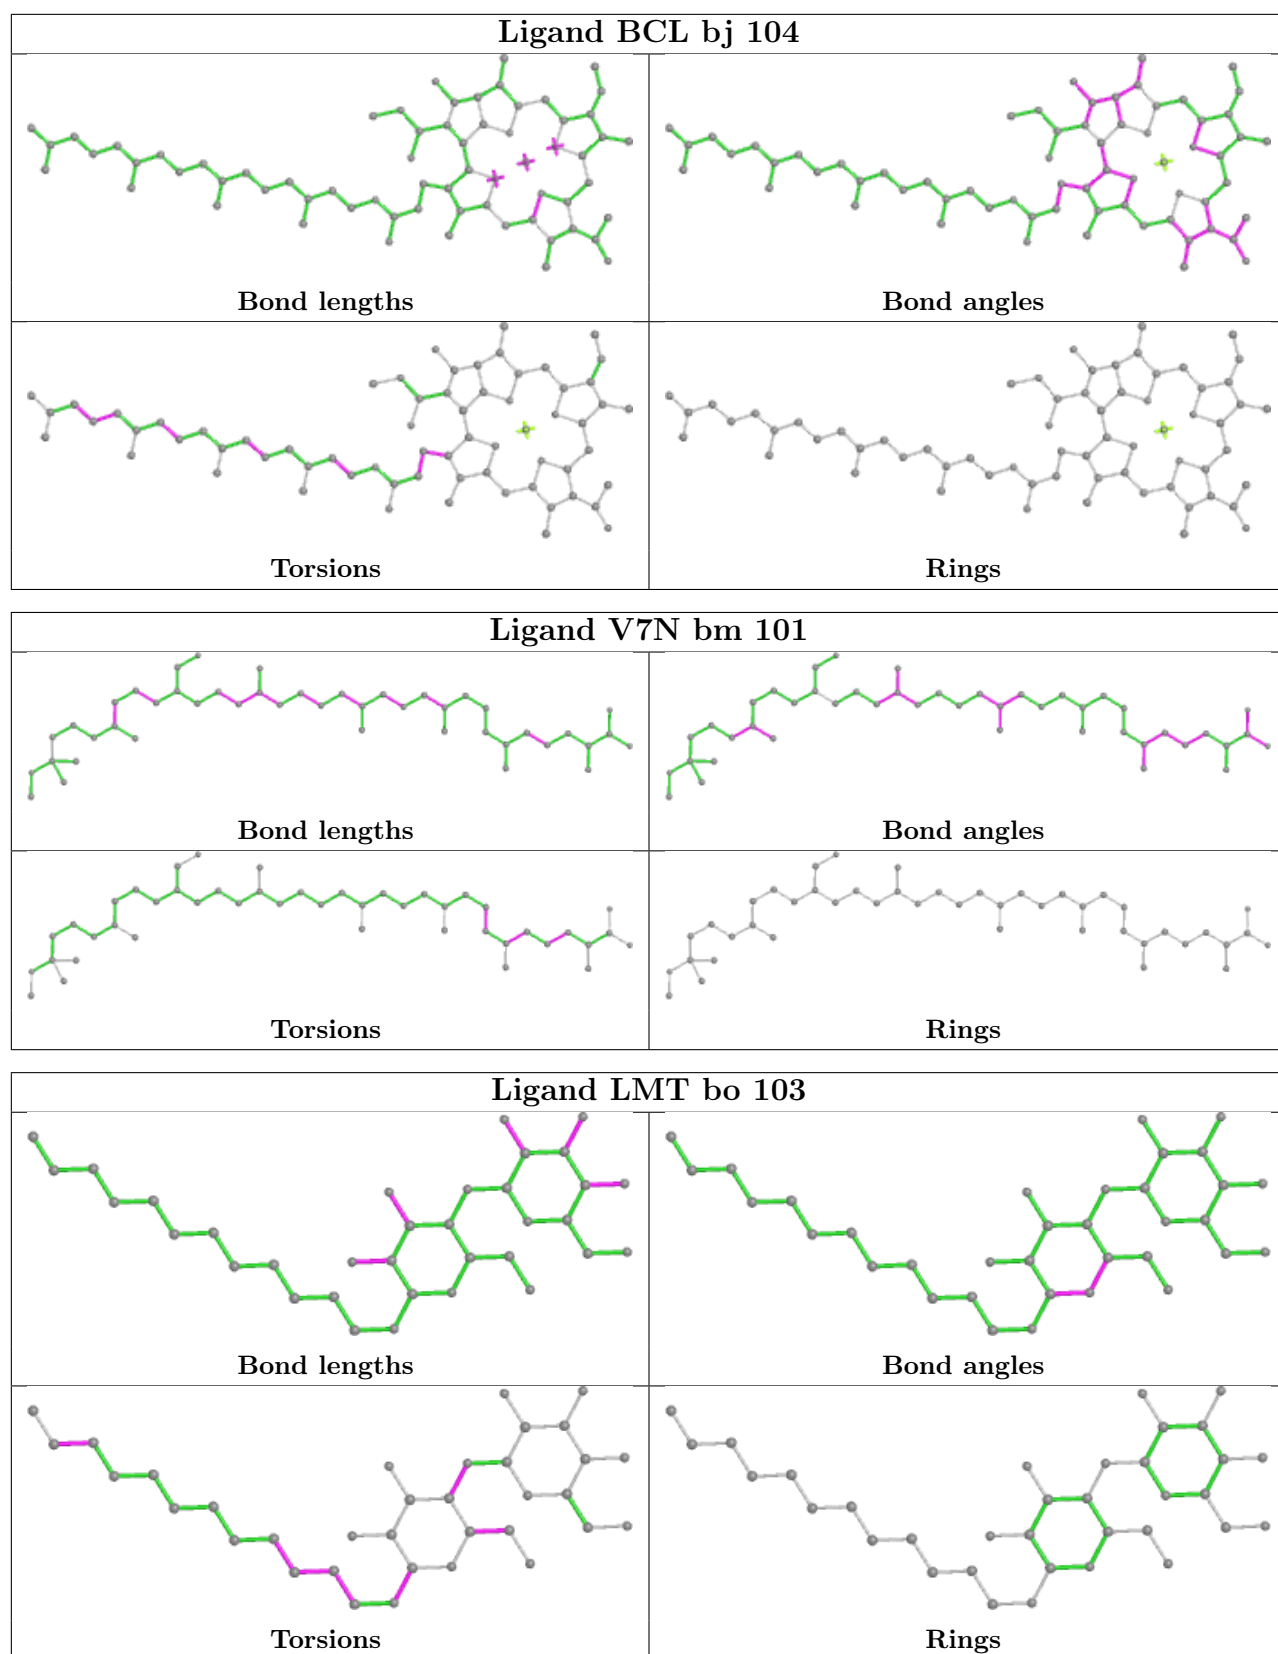 Ligand BCL bj 104
Bond lengths
Bond angles
Torsions
Rings
Ligand V7N bm 101
Bond lengths
Bond angles
Torsions
Rings
Ligand LMT bo 103
Bond lengths
Bond angles
Torsions
Rings